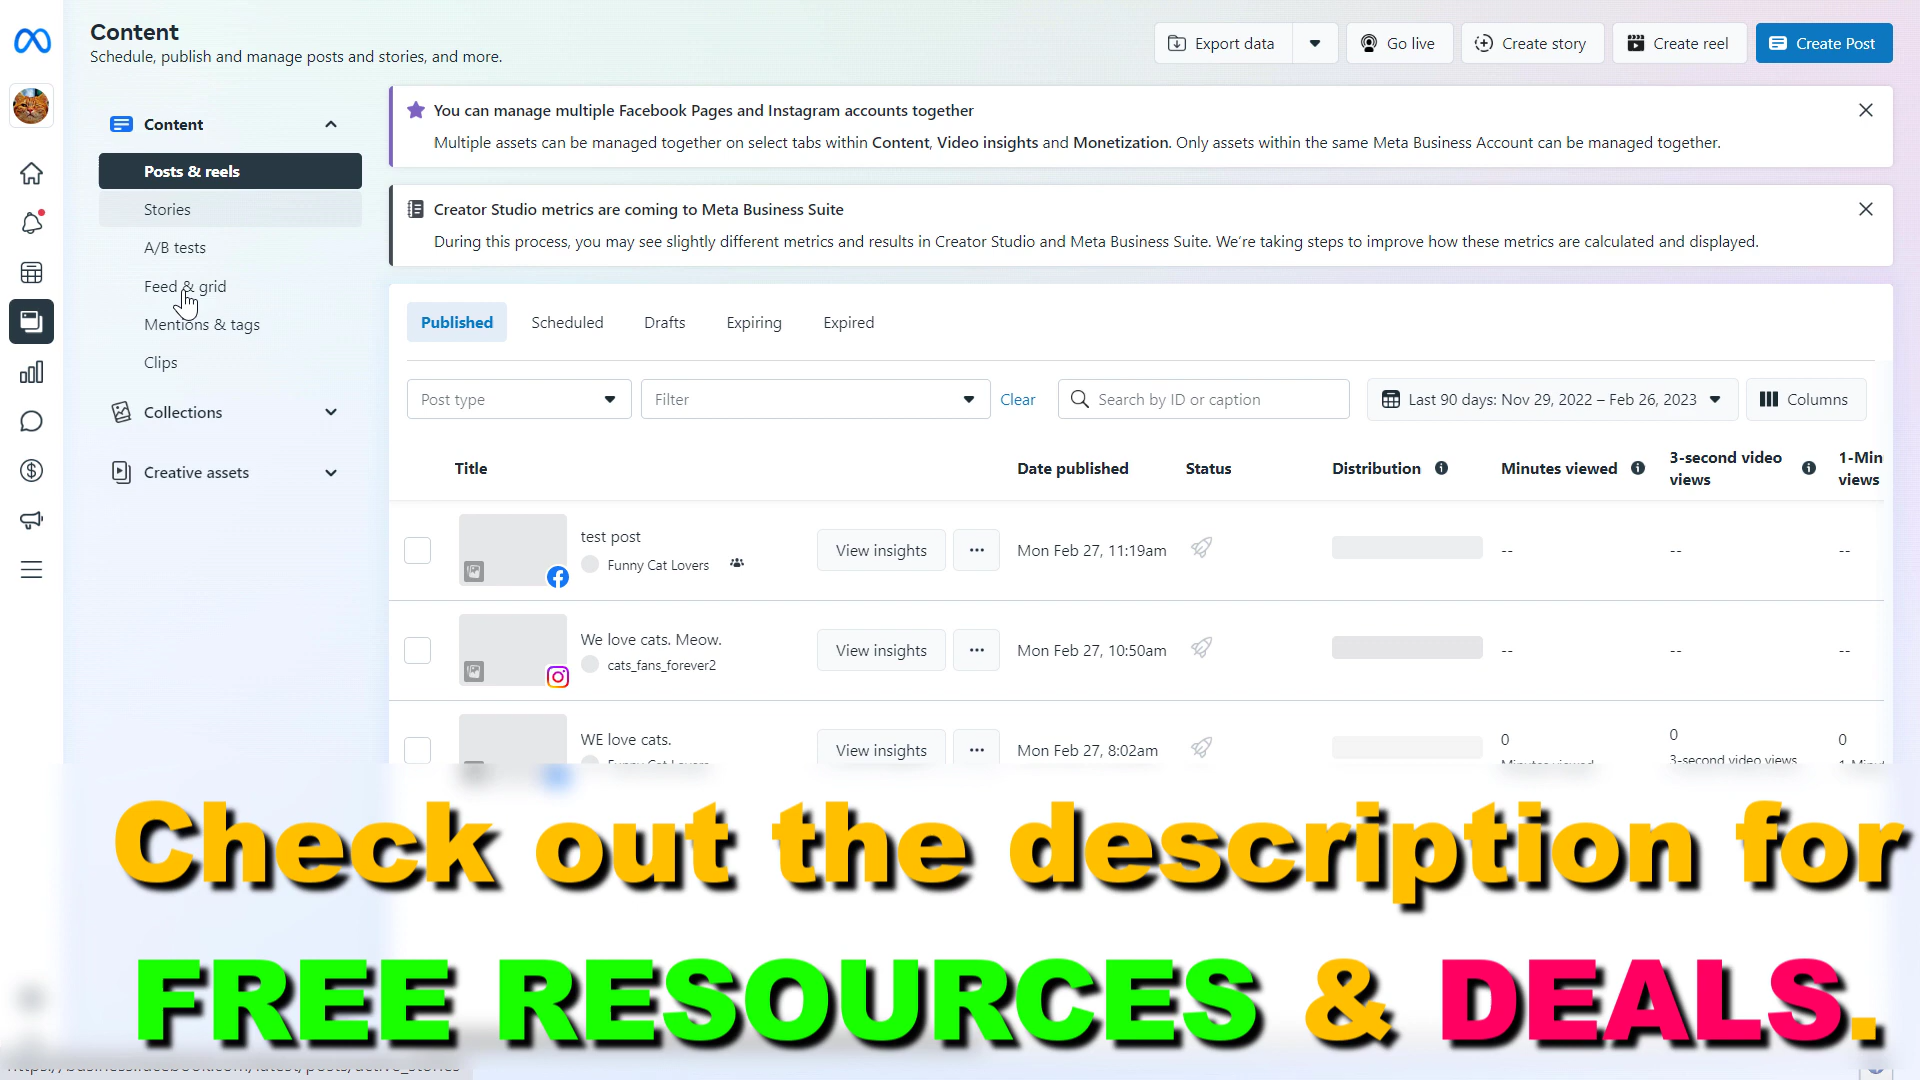 Content
Schedule, publish and manage posts and stories, and more.
Export data
Go live
Create story
Create reel
Create Post
Content
Posts & reels
Stories
A/B tests
Feed & grid
Mentions & tags
Clips
Collections
Creative assets
You can manage multiple Facebook Pages and Instagram accounts together
Multiple assets can be managed together on select tabs within Content, Video insights and Monetization. Only assets within the same Meta Business Account can be managed together.
Creator Studio metrics are coming to Meta Business Suite
During this process, you may see slightly different metrics and results in Creator Studio and Meta Business Suite. We're taking steps to improve how these metrics are calculated and displayed.
Published Scheduled Drafts Expiring Expired
Post type
Filter
Clear
Search by ID or caption
Last 90 days: Nov 29, 2022 – Feb 26, 2023
Columns
Title Date published Status Distribution Minutes viewed 3-second video views 1-Min views
test post
Funny Cat Lovers
View insights
Mon Feb 27, 11:19am
-- -- --
We love cats. Meow.
cats_fans_forever2
View insights
Mon Feb 27, 10:50am
-- -- --
WE love cats.
View insights
Mon Feb 27, 8:02am
0 0 0
3-second video views
Check out the description for
FREE RESOURCES & DEALS.